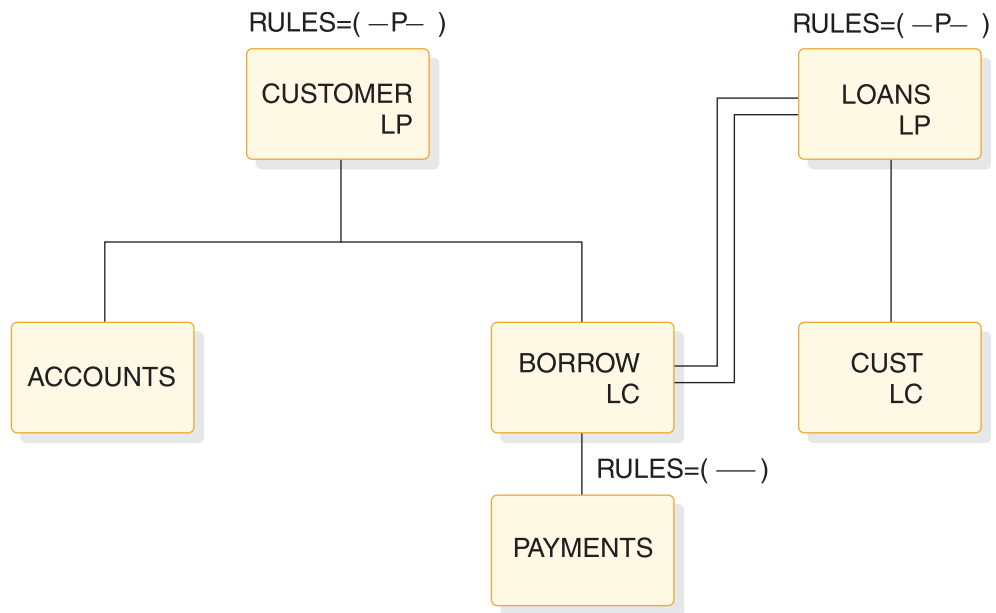 RULES=( —P— )
RULES=( —P— )
CUSTOMER
LP
LOANS
LP
ACCOUNTS
BORROW
LC
CUST
LC
RULES=( —— )
PAYMENTS